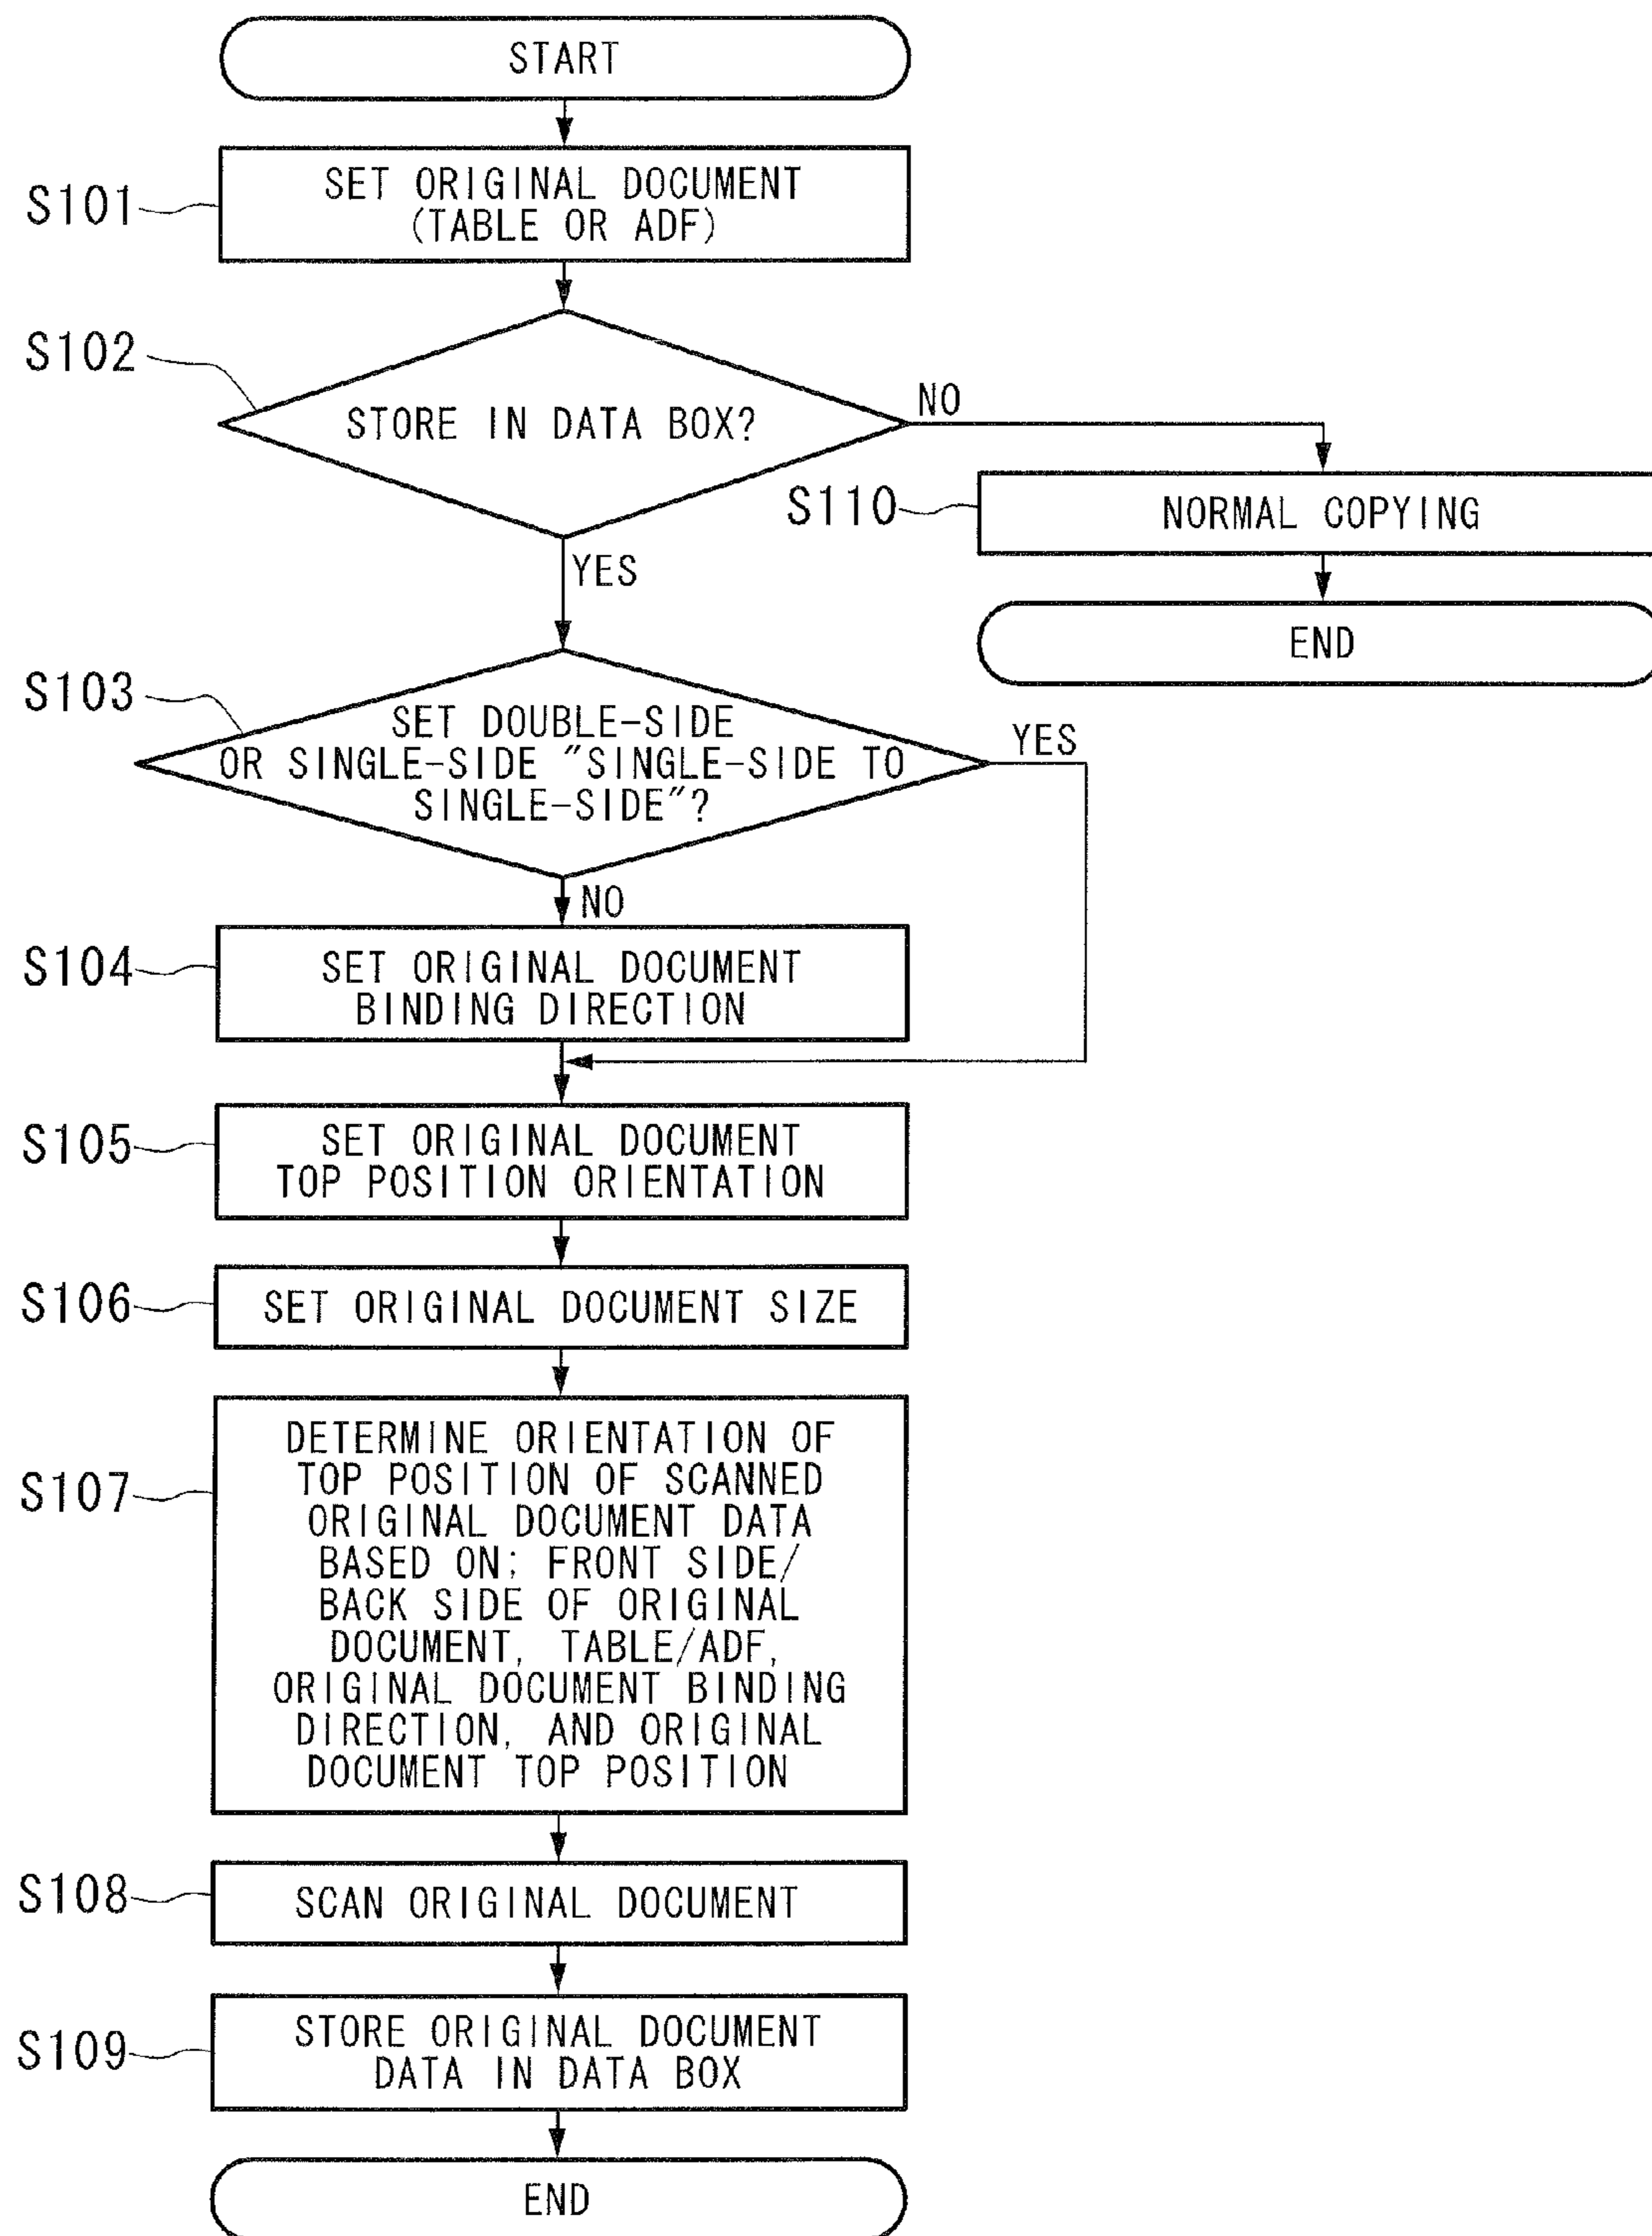 START
S101
SET ORIGINAL DOCUMENT
(TABLE OR ADF)
S102
STORE IN DATA BOX?
NO
S110
NORMAL COPYING
END
YES
S103
SET DOUBLE-SIDE
OR SINGLE-SIDE "SINGLE-SIDE TO
SINGLE-SIDE"?
YES
NO
S104
SET ORIGINAL DOCUMENT
BINDING DIRECTION
S105
SET ORIGINAL DOCUMENT
TOP POSITION ORIENTATION
S106
SET ORIGINAL DOCUMENT SIZE
S107
DETERMINE ORIENTATION OF
TOP POSITION OF SCANNED
ORIGINAL DOCUMENT DATA
BASED ON; FRONT SIDE/
BACK SIDE OF ORIGINAL
DOCUMENT, TABLE/ADF,
ORIGINAL DOCUMENT BINDING
DIRECTION, AND ORIGINAL
DOCUMENT TOP POSITION
S108
SCAN ORIGINAL DOCUMENT
S109
STORE ORIGINAL DOCUMENT
DATA IN DATA BOX
END